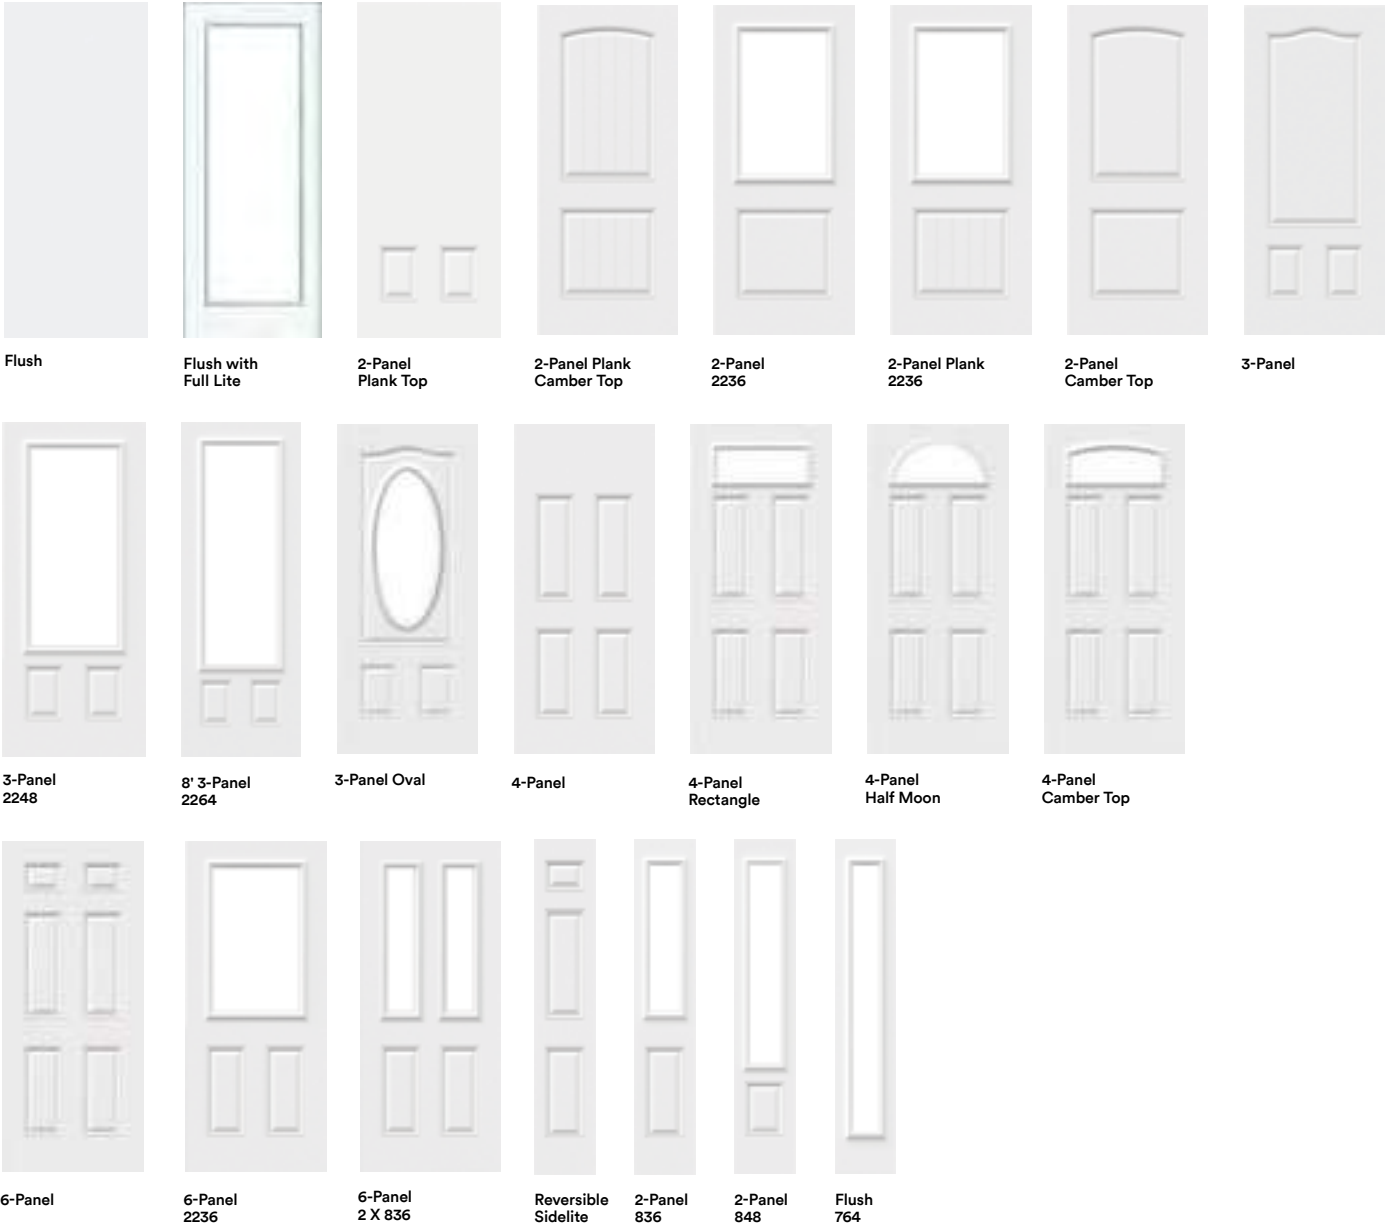 Flush
Flush with
Full Lite
2-Panel
Plank Top
2-Panel Plank
Camber Top
2-Panel
2236
2-Panel Plank
2236
2-Panel
Camber Top
3-Panel
3-Panel
2248
8' 3-Panel
2264
3-Panel Oval
4-Panel
4-Panel
Rectangle
4-Panel
Half Moon
4-Panel
Camber Top
6-Panel
6-Panel
2236
6-Panel
2 X 836
Reversible
Sidelite
2-Panel
836
2-Panel
848
Flush
764